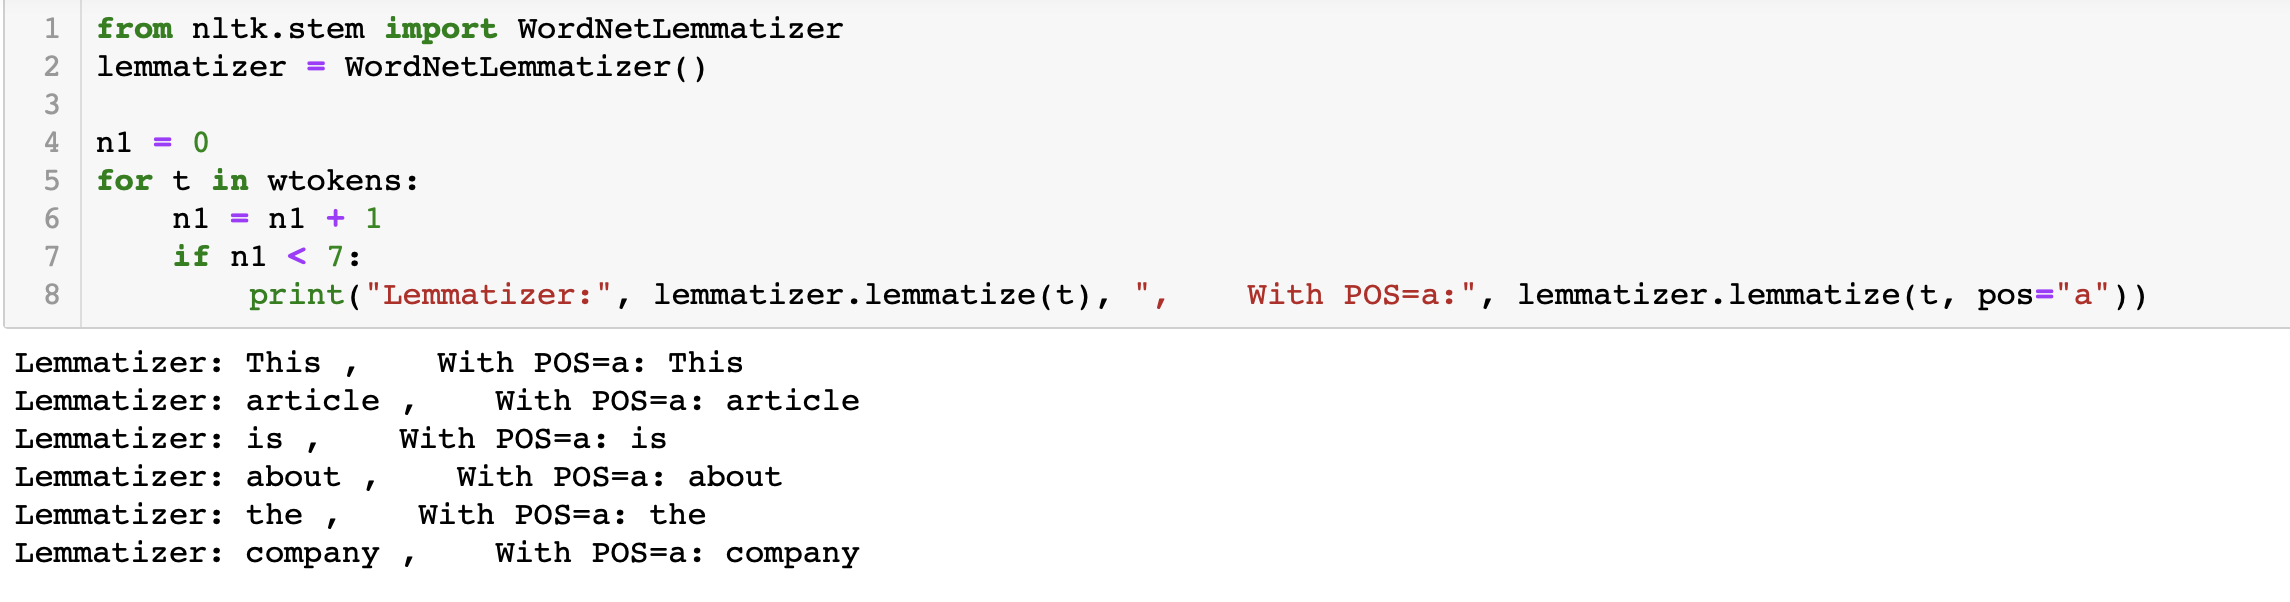 1 from nltk.stem import WordNetLemmatizer
2 lemmatizer = WordNetLemmatizer()
3
4 n1 = 0
5 for t in wtokens:
6     n1 = n1 + 1
7     if n1 < 7:
8         print("Lemmatizer:", lemmatizer.lemmatize(t), ",    With POS=a:", lemmatizer.lemmatize(t, pos="a"))
Lemmatizer: This ,    With POS=a: This
Lemmatizer: article ,    With POS=a: article
Lemmatizer: is ,    With POS=a: is
Lemmatizer: about ,    With POS=a: about
Lemmatizer: the ,    With POS=a: the
Lemmatizer: company ,    With POS=a: company